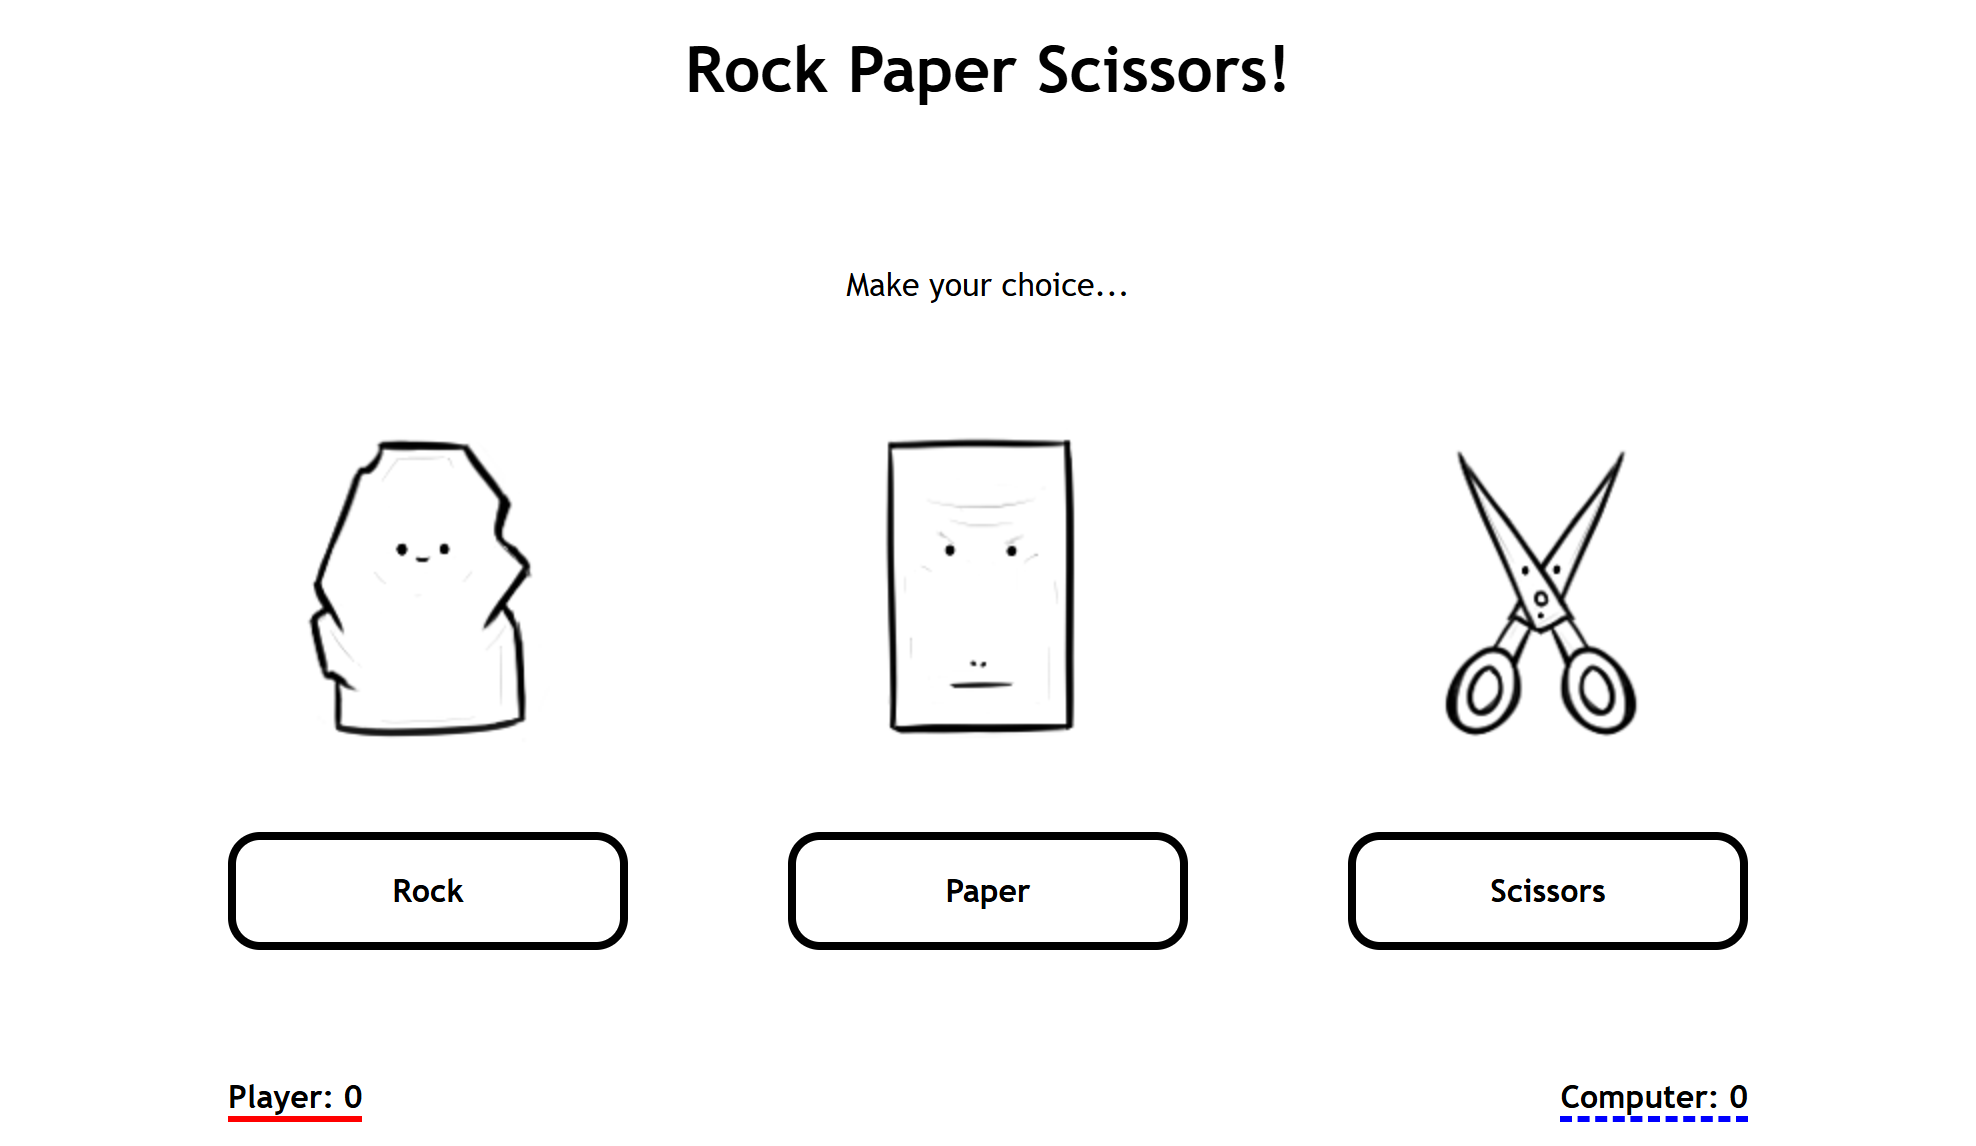 Rock Paper Scissors!
Make your choice...
Rock
Paper
Scissors
Player: 0
Computer: 0